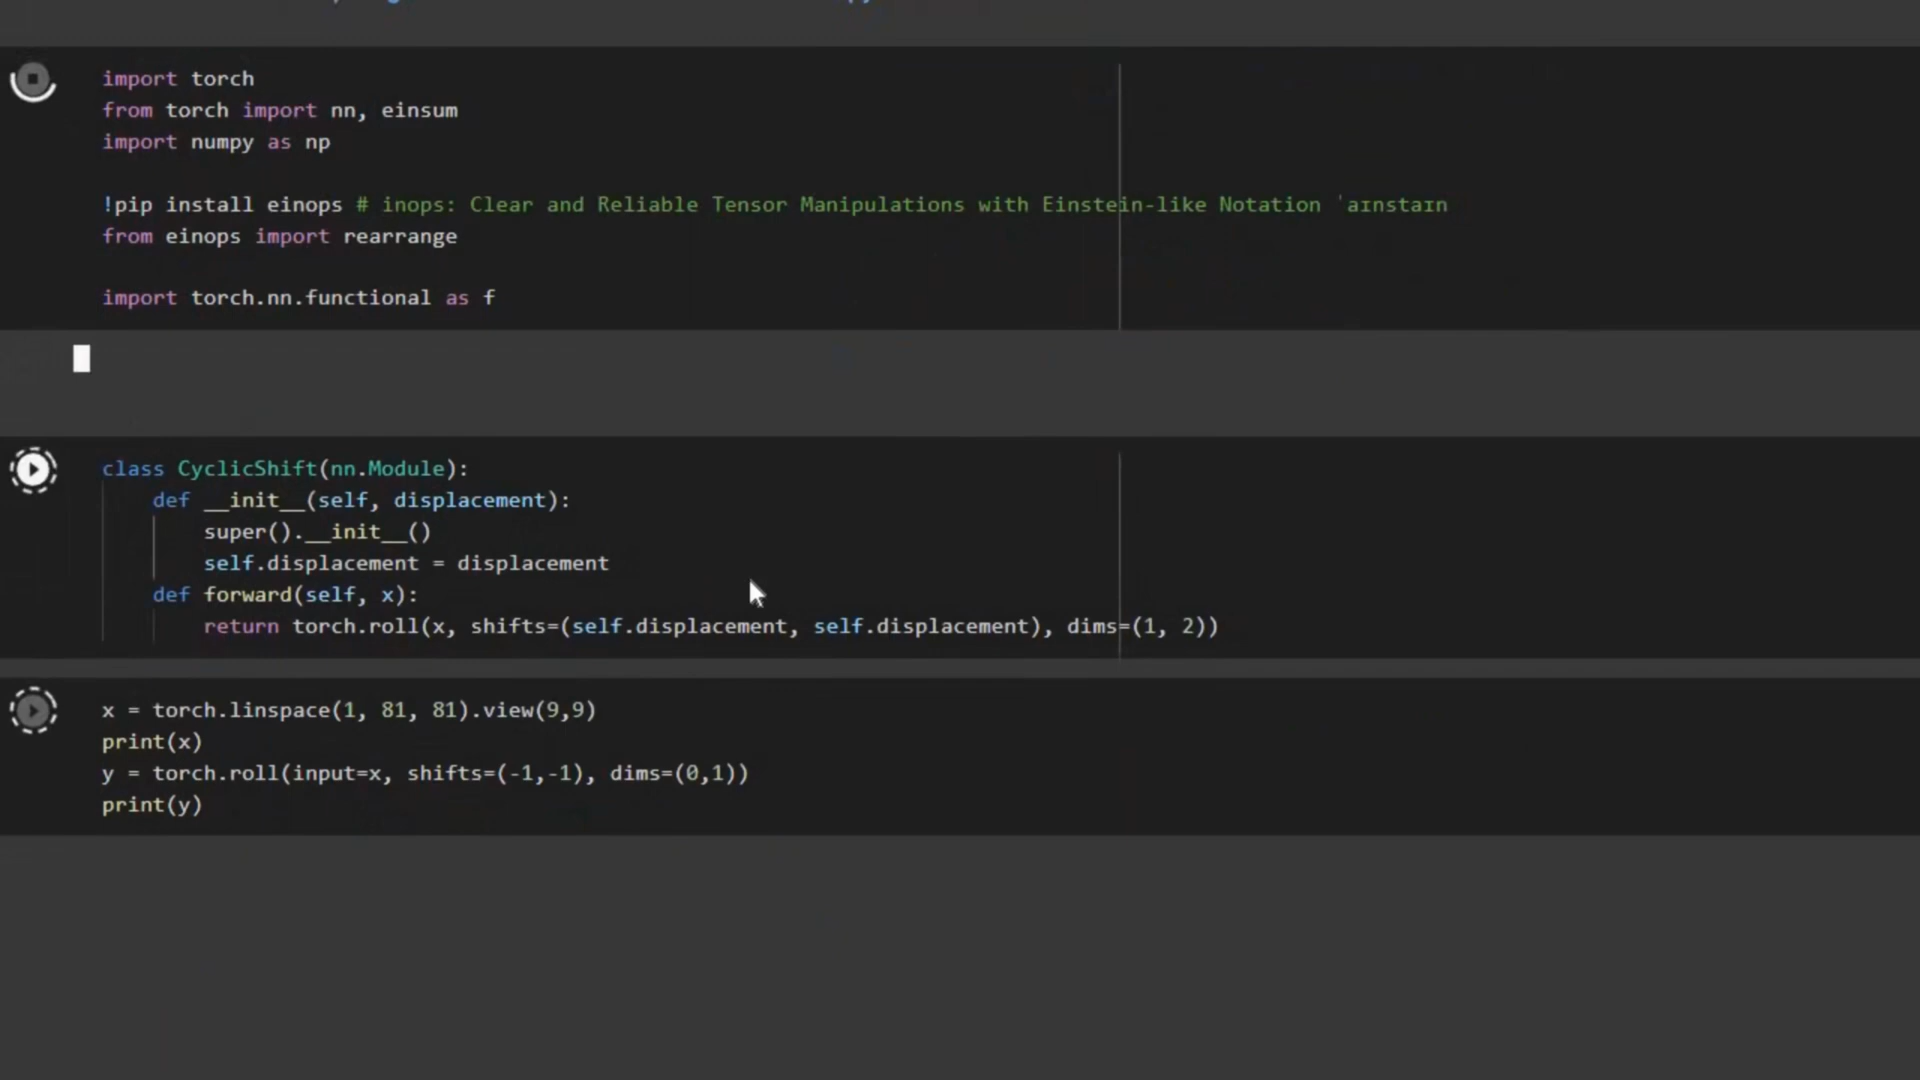 import torch
from torch import nn, einsum
import numpy as np
!pip install einops # inops: Clear and Reliable Tensor Manipulations with Einstein-like Notation ˈaɪnstaɪn
from einops import rearrange
import torch.nn.functional as f
class CyclicShift(nn.Module):
def __init__(self, displacement):
super().__init__()
self.displacement = displacement
def forward(self, x):
return torch.roll(x, shifts=(self.displacement, self.displacement), dims=(1, 2))
x = torch.linspace(1, 81, 81).view(9,9)
print(x)
y = torch.roll(input=x, shifts=(-1,-1), dims=(0,1))
print(y)